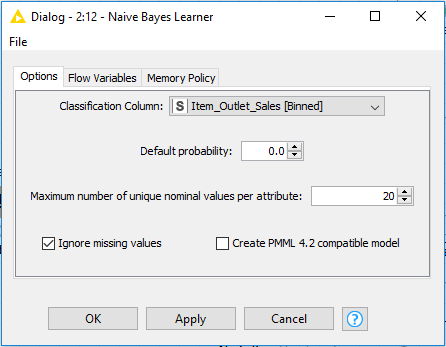 Dialog - 2:12 - Naive Bayes Learner
File
Options Flow Variables Memory Policy
Classification Column: S Item_Outlet_Sales [Binned]
Default probability: 0.0
Maximum number of unique nominal values per attribute: 20
Ignore missing values Create PMML 4.2 compatible model
OK Apply Cancel ?